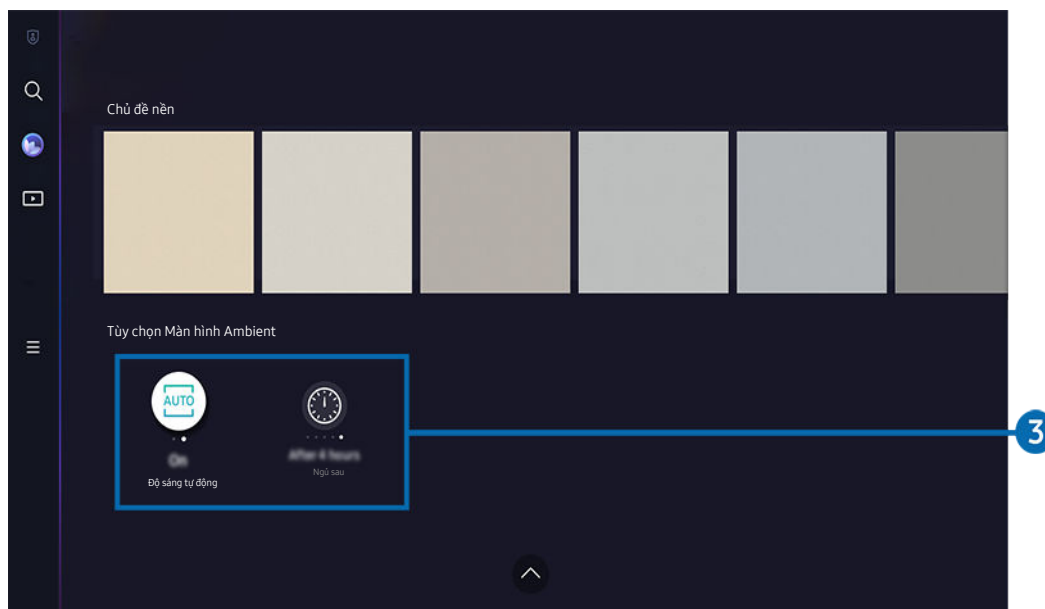 Chủ đề nền
Tùy chọn Màn hình Ambient
AUTO
On
After 4 hours
Độ sáng tự động
Ngủ sau
3